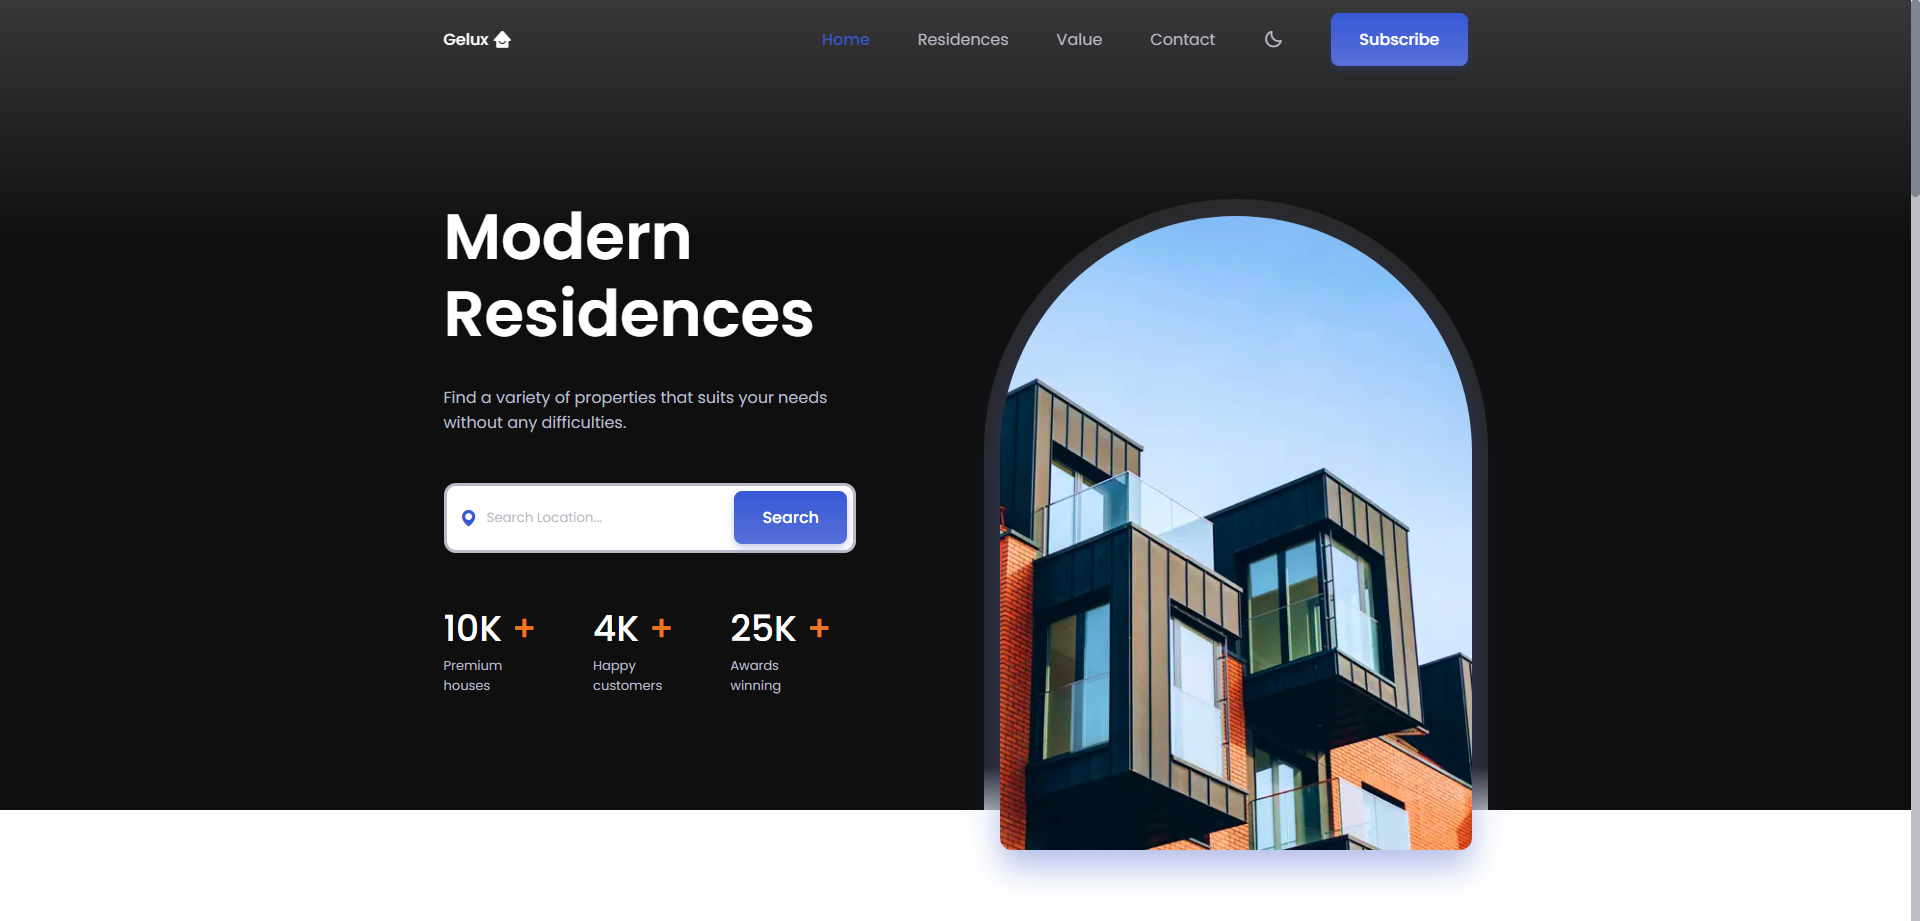 Gelux
Home Residences Value Contact Subscribe
Modern
Residences
Find a variety of properties that suits your needs
without any difficulties.
Search Location... Search
10K + 4K + 25K +
Premium Happy Awards
houses customers winning